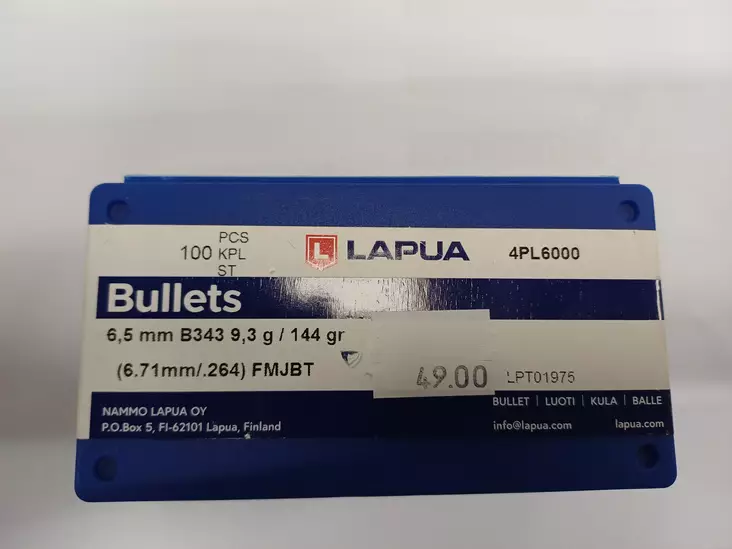 100 PCS
KPL
ST
L LAPUA
4PL6000
Bullets
6,5 mm B343 9,3 g / 144 gr
(6.71mm/.264) FMJBT
49.00
LPT01975
BULLET | LUOTI | KULA | BALLE
NAMMO LAPUA OY
P.O.Box 5, FI-62101 Lapua, Finland
info@lapua.com
lapua.com